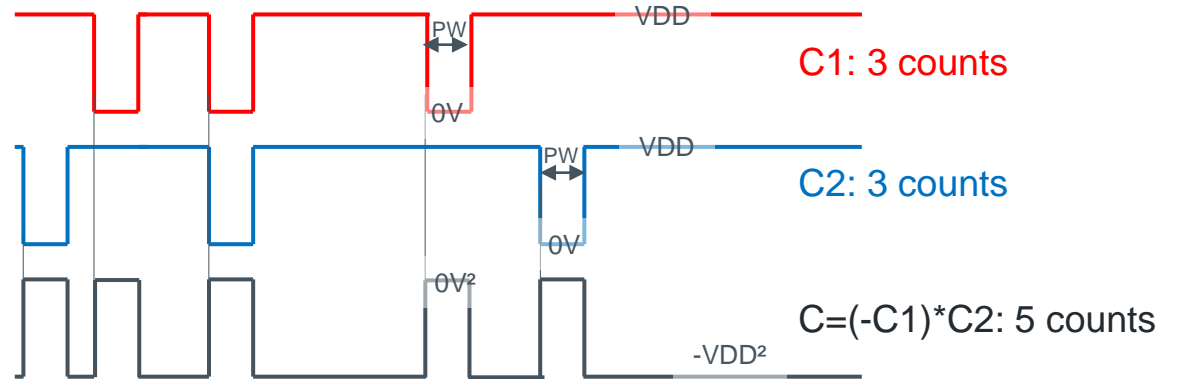 VDD
PW
C1: 3 counts
0V
VDD
PW
C2: 3 counts
0V
0V²
C=(-C1)*C2: 5 counts
-VDD²